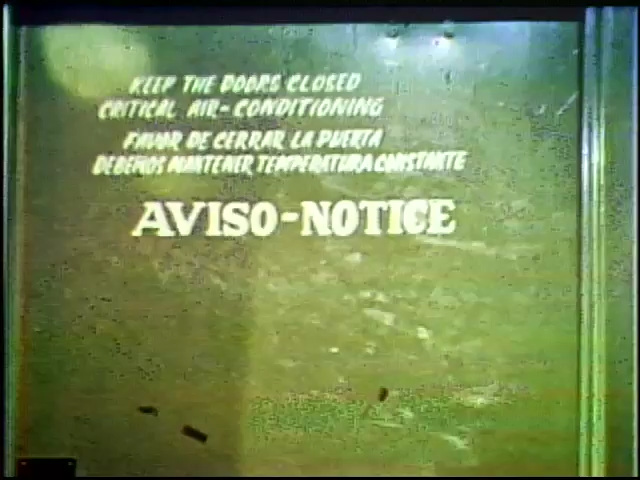 KEEP THE DOORS CLOSED
CRITICAL AIR-CONDITIONING
FAVOR DE CERRAR LA PUERTA
DEBEMOS MANTENER TEMPERATURA CONSTANTE
AVISO-NOTICE